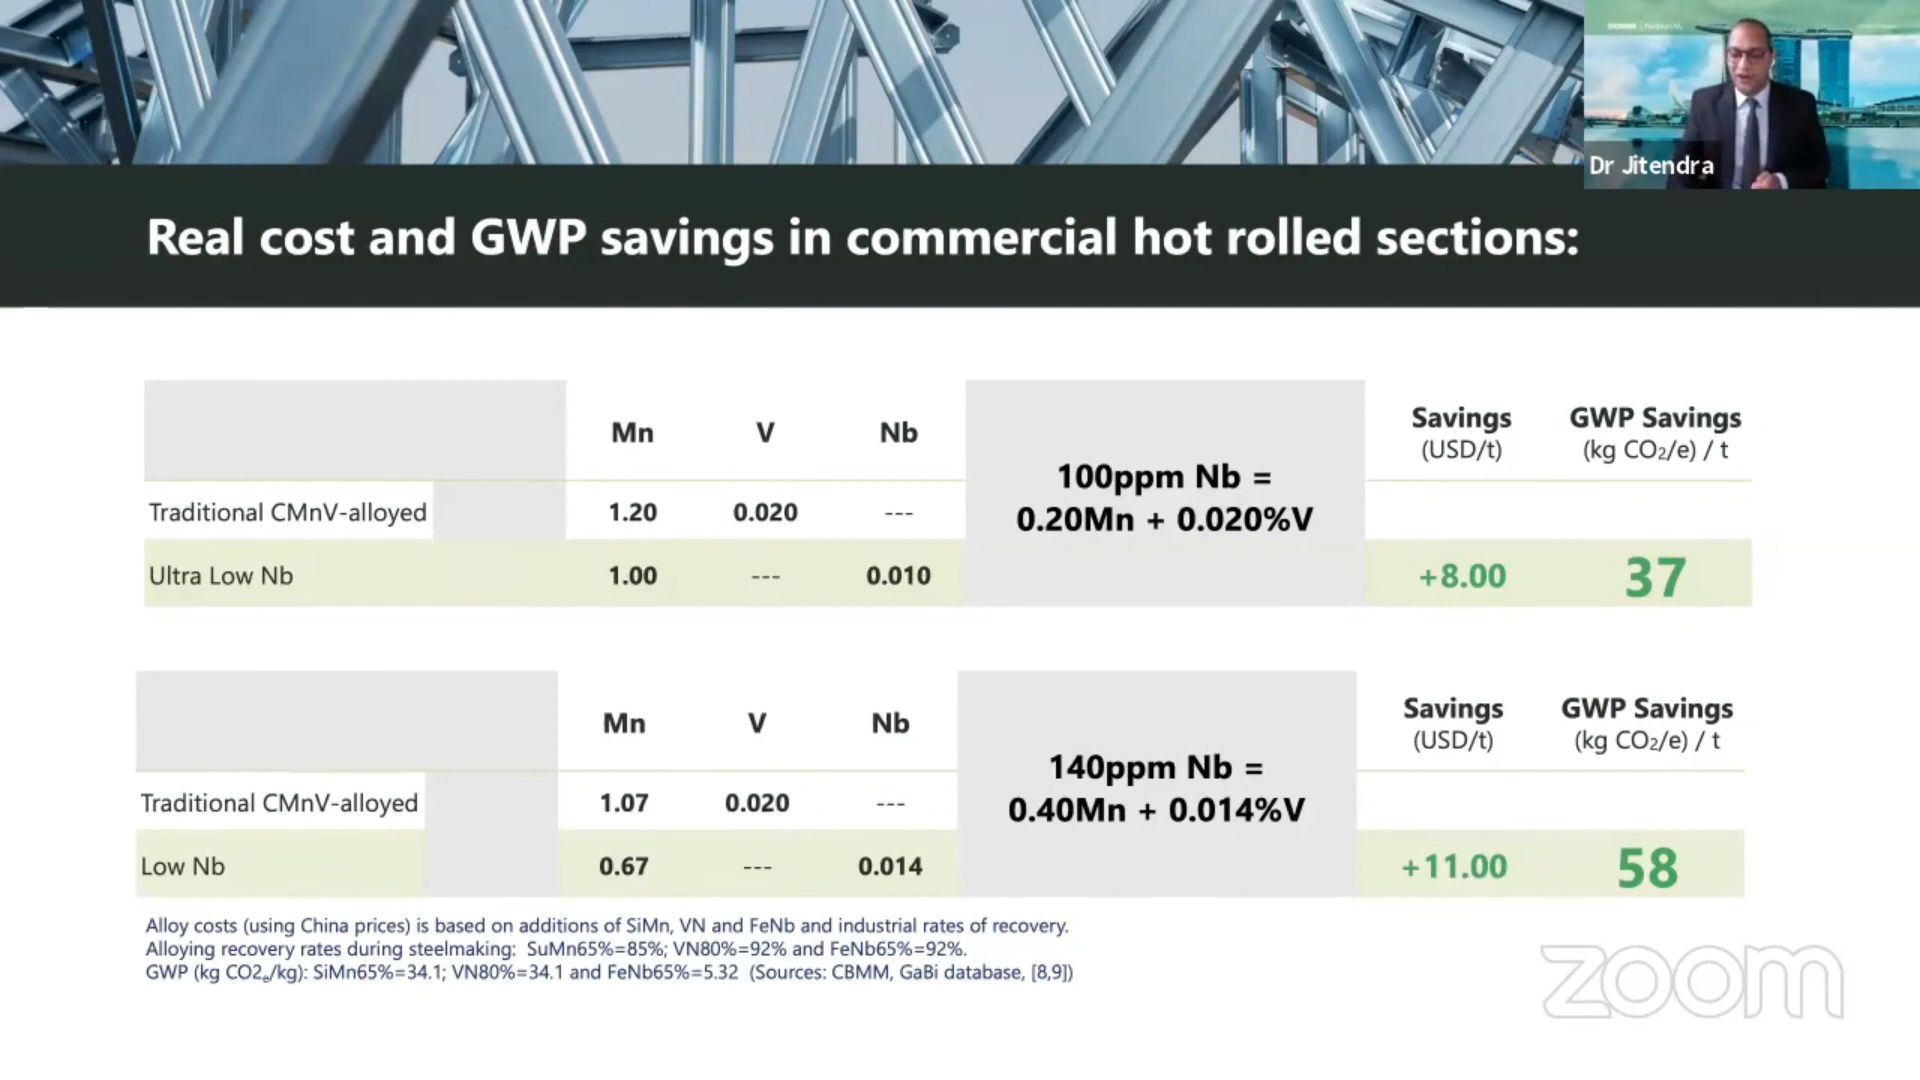 Dr Jitendra
Real cost and GWP savings in commercial hot rolled sections:
Mn V Nb
Savings GWP Savings
(USD/t) (kg CO2/e) / t
100ppm Nb =
0.20Mn + 0.020%V
Traditional CMnV-alloyed 1.20 0.020 ---
Ultra Low Nb 1.00 --- 0.010 +8.00 37
Mn V Nb
Savings GWP Savings
(USD/t) (kg CO2/e) / t
140ppm Nb =
0.40Mn + 0.014%V
Traditional CMnV-alloyed 1.07 0.020 ---
Low Nb 0.67 --- 0.014 +11.00 58
Alloy costs (using China prices) is based on additions of SiMn, VN and FeNb and industrial rates of recovery.
Alloying recovery rates during steelmaking: SuMn65%=85%; VN80%=92% and FeNb65%=92%.
GWP (kg CO2e/kg): SiMn65%=34.1; VN80%=34.1 and FeNb65%=5.32 (Sources: CBMM, GaBi database, [8,9])
zoom